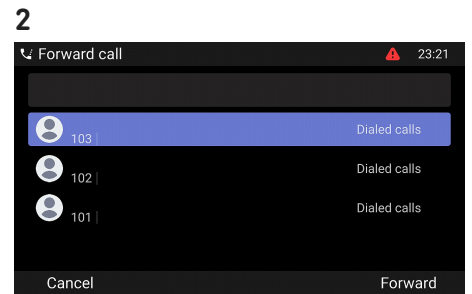 2
Forward call 23:21
103 | Dialed calls
102 | Dialed calls
101 | Dialed calls
Cancel Forward